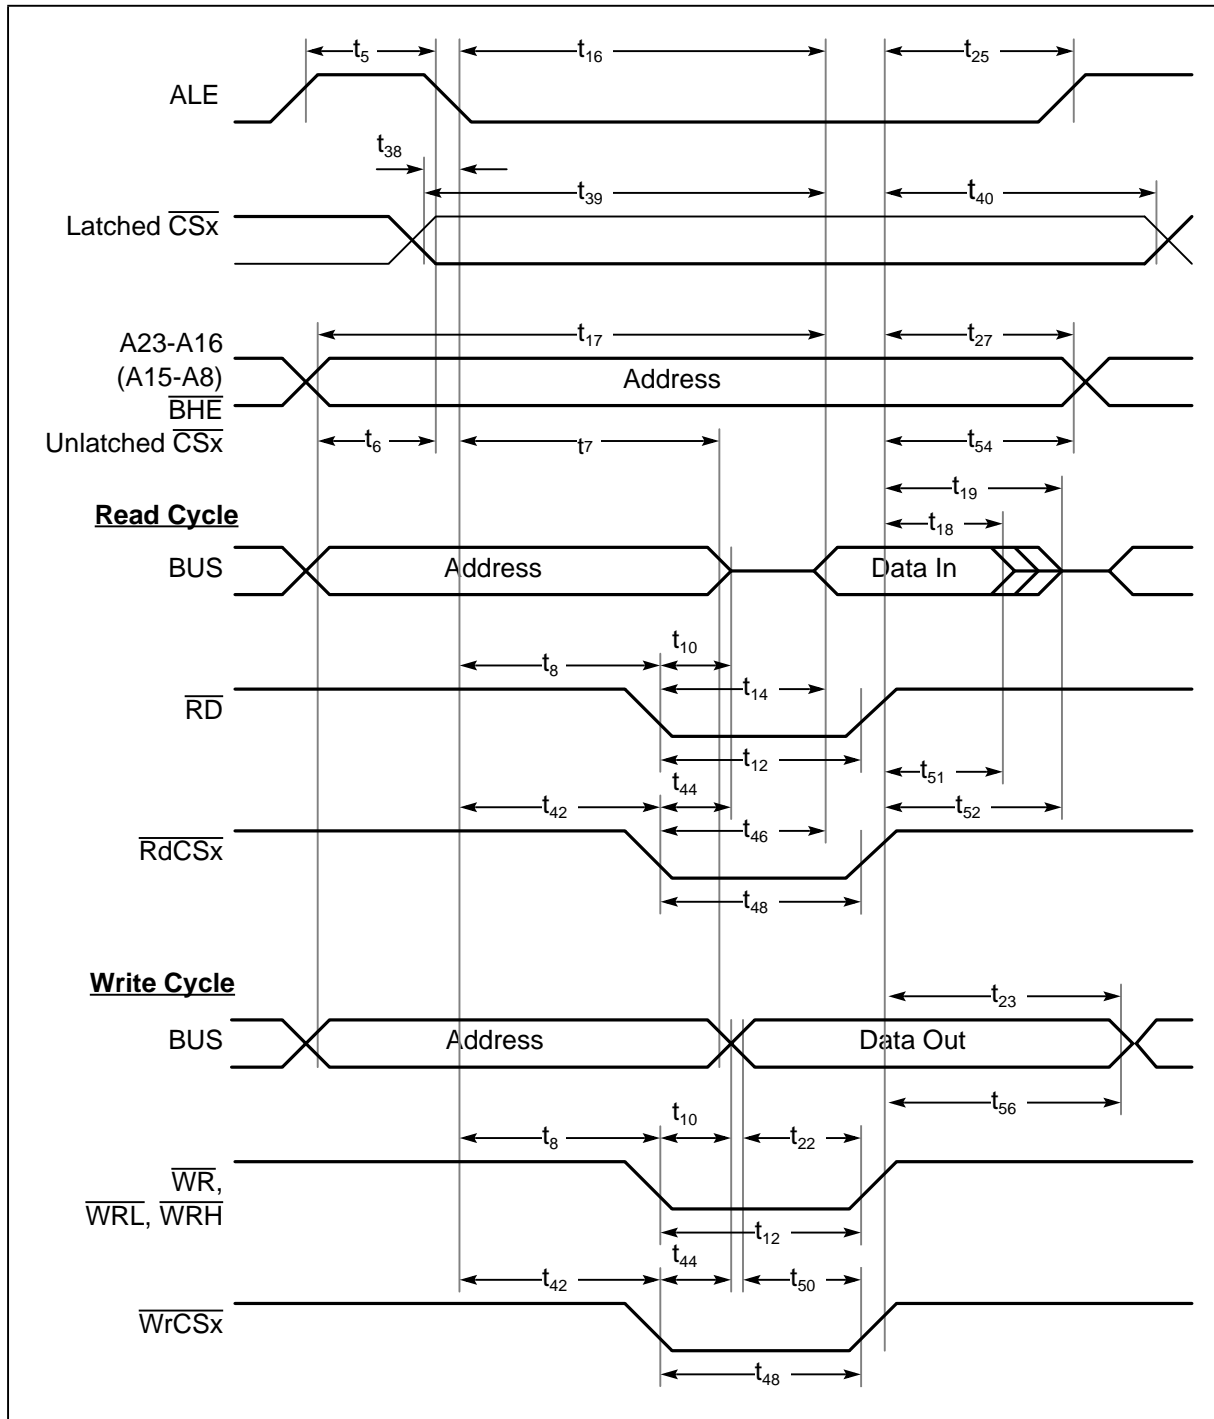 t5 t16 t25
ALE
t38
t39 t40
Latched CSx
t17 t27
A23-A16
(A15-A8)
Address
BHE
Unlatched CSx
t6 t7 t54
t19
Read Cycle
t18
BUS Address Data In
t10
t8
t14
RD
t12
t51
t44
t42 t52
t46
RdCSx
t48
Write Cycle
t23
BUS Address Data Out
t56
t10
t8 t22
WR,
WRL, WRH
t12
t44
t42 t50
WrCSx
t48